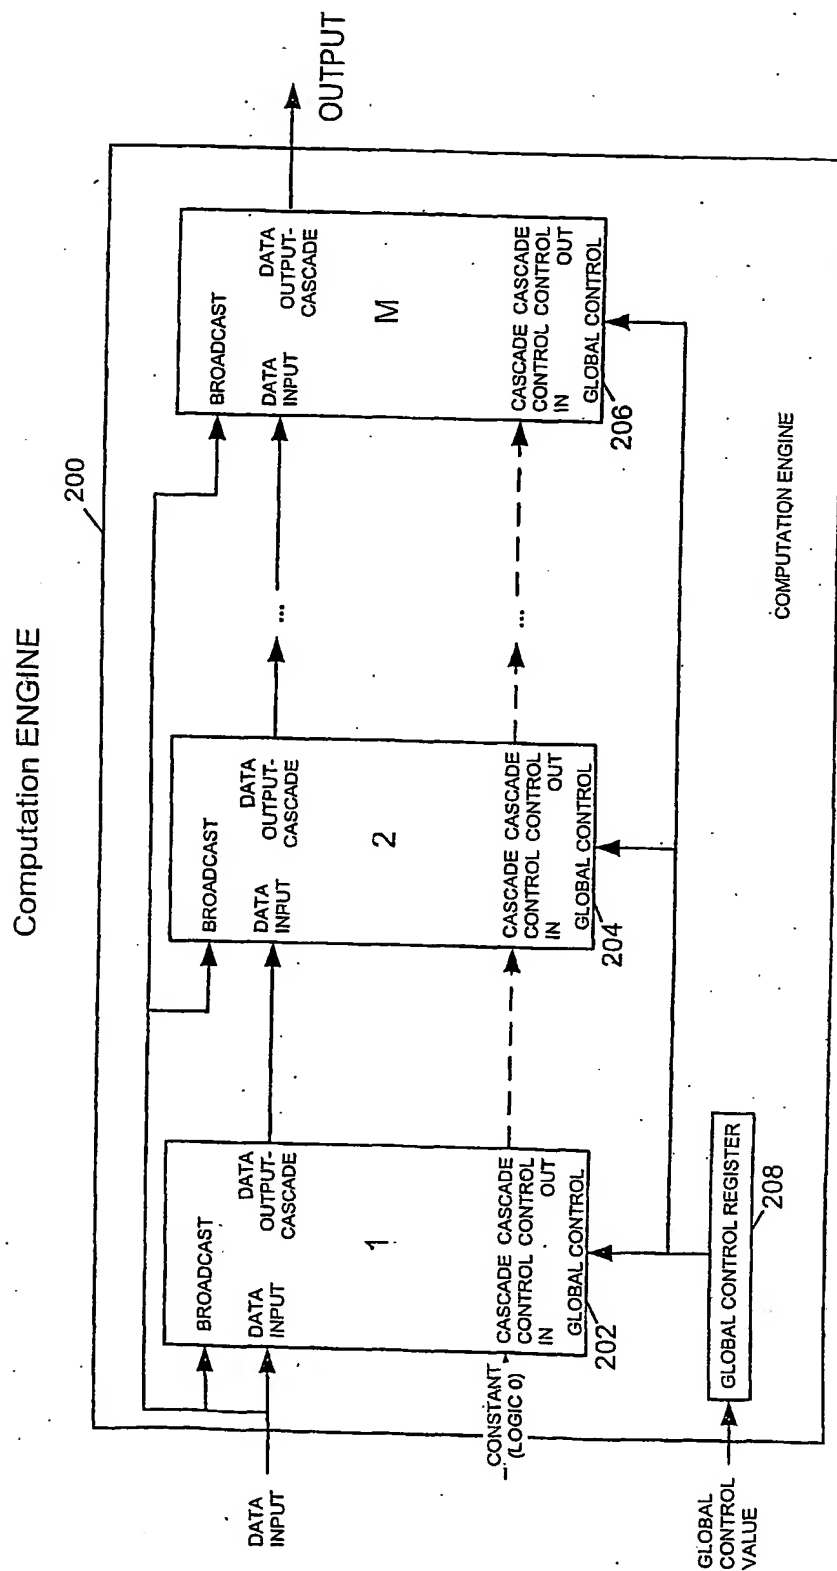 Computation ENGINE
200
DATA
INPUT
BROADCAST
DATA
INPUT
DATA
OUTPUT-
CASCADE
1
CASCADE CASCADE
CONTROL CONTROL
IN OUT
GLOBAL CONTROL
202
CONSTANT
(LOGIC 0)
BROADCAST
DATA
INPUT
DATA
OUTPUT-
CASCADE
2
CASCADE CASCADE
CONTROL CONTROL
IN OUT
GLOBAL CONTROL
204
...
...
BROADCAST
DATA
INPUT
DATA
OUTPUT-
CASCADE
M
CASCADE CASCADE
CONTROL CONTROL
IN OUT
GLOBAL CONTROL
206
OUTPUT
GLOBAL
CONTROL
VALUE
GLOBAL CONTROL REGISTER
208
COMPUTATION ENGINE